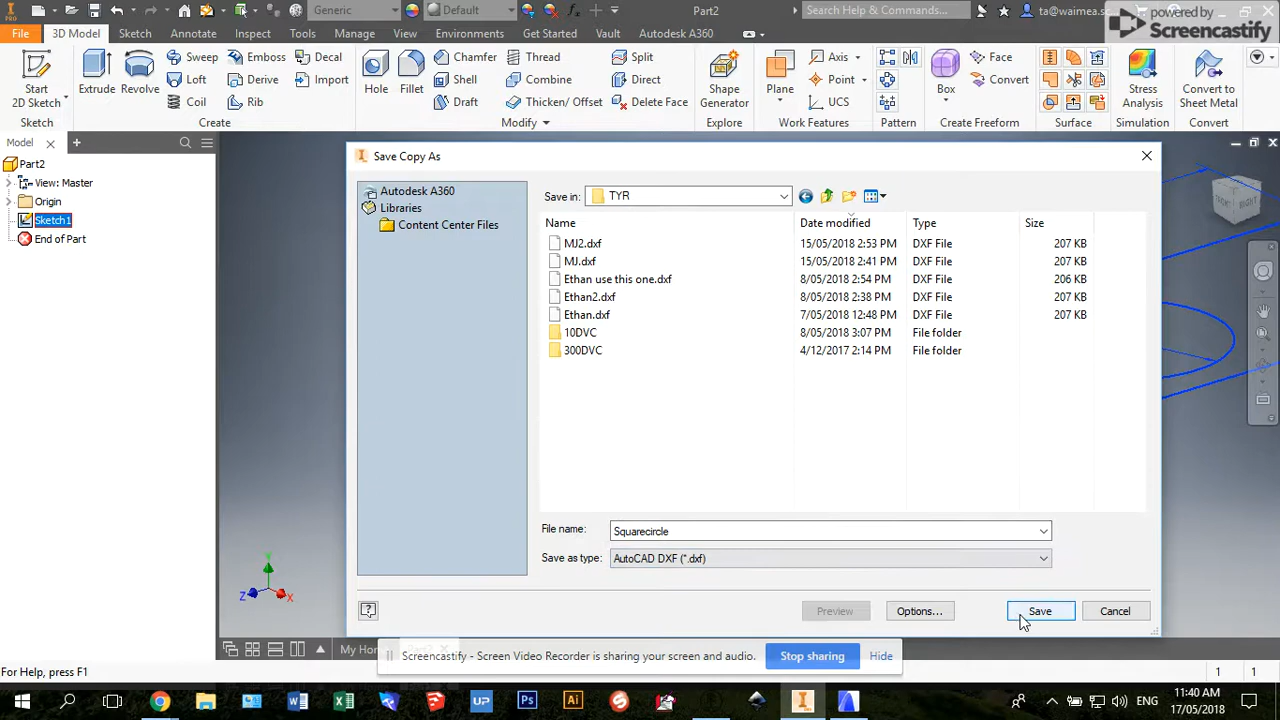 PRO
Generic
Default
Part2
Search Help & Commands...
ta@waimea.sc
powered by
Screencastify
File
3D Model
Sketch
Annotate
Inspect
Tools
Manage
View
Environments
Get Started
Vault
Autodesk A360
Start
2D Sketch
Extrude
Revolve
Sweep
Emboss
Decal
Loft
Derive
Import
Coil
Rib
Hole
Fillet
Chamfer
Thread
Split
Shell
Combine
Direct
Draft
Thicken/ Offset
Delete Face
Shape
Generator
Plane
Axis
Point
UCS
Box
Face
Convert
Stress
Analysis
Convert to
Sheet Metal
Sketch
Create
Modify
Explore
Work Features
Pattern
Create Freeform
Surface
Simulation
Convert
Model
Part2
View: Master
Origin
Sketch1
End of Part
Save Copy As
Autodesk A360
Libraries
Content Center Files
Save in:
TYR
Name
Date modified
Type
Size
MJ2.dxf 15/05/2018 2:53 PM DXF File 207 KB
MJ.dxf 15/05/2018 2:41 PM DXF File 207 KB
Ethan use this one.dxf 8/05/2018 2:54 PM DXF File 206 KB
Ethan2.dxf 8/05/2018 2:38 PM DXF File 207 KB
Ethan.dxf 7/05/2018 12:48 PM DXF File 207 KB
10DVC 8/05/2018 3:07 PM File folder
300DVC 4/12/2017 2:14 PM File folder
File name:
Squarecircle
Save as type:
AutoCAD DXF (*.dxf)
Preview
Options...
Save
Cancel
RIGHT
Y
Z
X
My Ho
Screencastify - Screen Video Recorder is sharing your screen and audio.
Stop sharing
Hide
For Help, press F1
1
1
UP
Ps
Ai
ENG
11:40 AM
17/05/2018